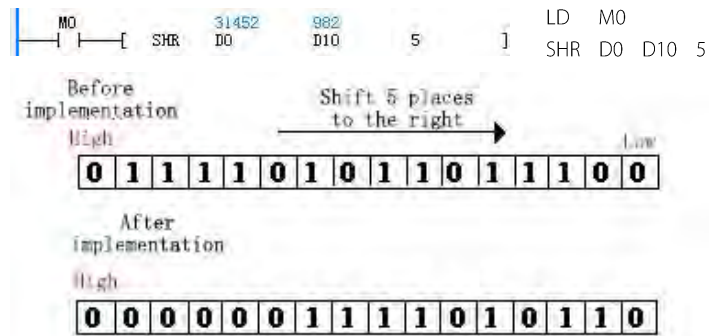 M0 31452 982 LD M0
[ SHR D0 D10 5 ] SHR D0 D10 5
Before
implementation
Shift 5 places
to the right
High Low
0 1 1 1 1 0 1 0 1 1 0 1 1 1 0 0
After
implementation
High
0 0 0 0 0 0 1 1 1 1 0 1 0 1 1 0